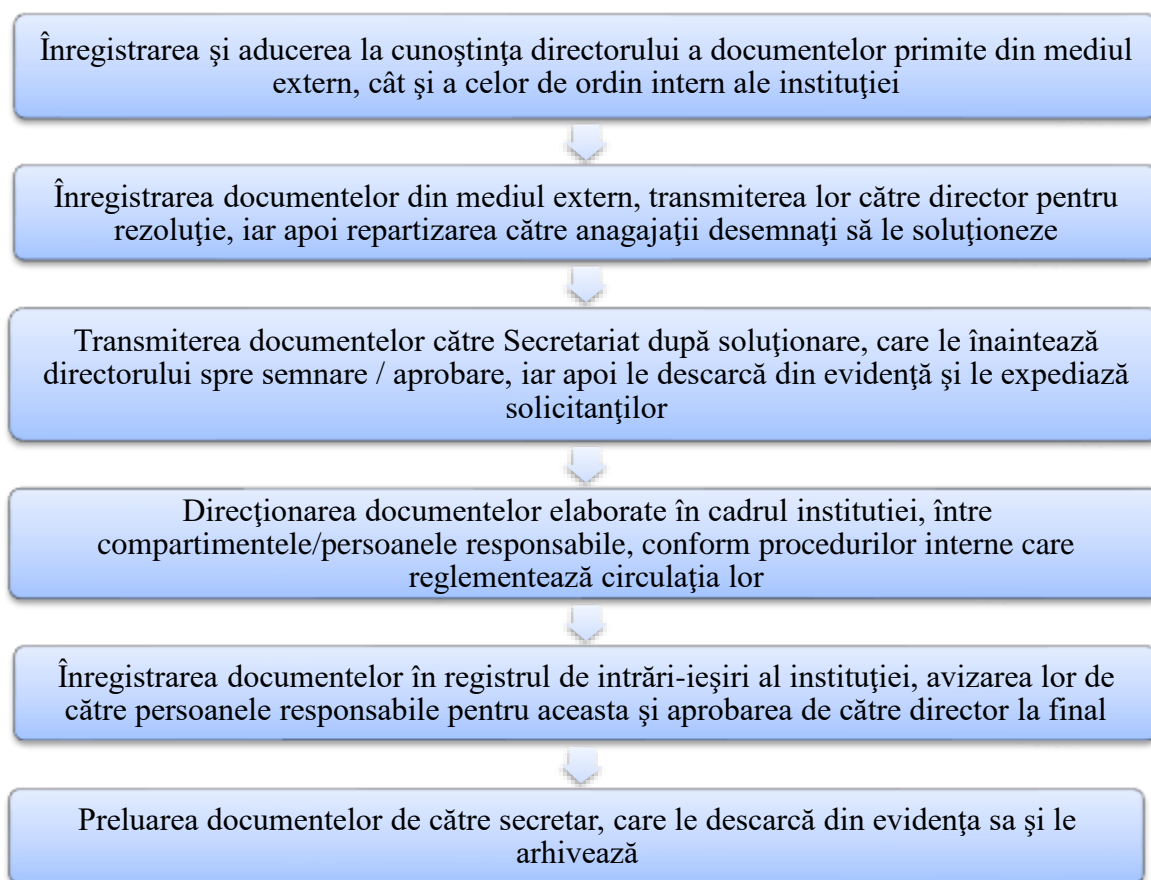 Înregistrarea şi aducerea la cunoştinţa directorului a documentelor primite din mediul
extern, cât şi a celor de ordin intern ale instituţiei
Înregistrarea documentelor din mediul extern, transmiterea lor către director pentru
rezoluţie, iar apoi repartizarea către anagajaţii desemnaţi să le soluţioneze
Transmiterea documentelor către Secretariat după soluţionare, care le înaintează
directorului spre semnare / aprobare, iar apoi le descarcă din evidenţă şi le expediază
solicitanţilor
Direcţionarea documentelor elaborate în cadrul institutiei, între
compartimentele/persoanele responsabile, conform procedurilor interne care
reglementează circulaţia lor
Înregistrarea documentelor în registrul de intrări-ieşiri al instituţiei, avizarea lor de
către persoanele responsabile pentru aceasta şi aprobarea de către director la final
Preluarea documentelor de către secretar, care le descarcă din evidenţa sa şi le
arhivează